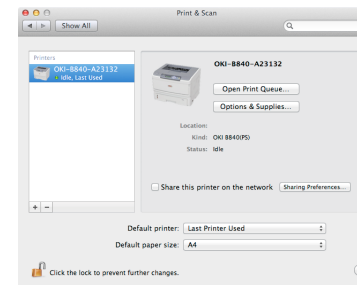 Print & Scan
Show All
Printers
OKI-B840-A23132
Idle, Last Used
OKI-B840-A23132
Open Print Queue...
Options & Supplies...
Location:
Kind: OKI B840(PS)
Status: Idle
Share this printer on the network Sharing Preferences...
+ −
Default printer: Last Printer Used
Default paper size: A4
Click the lock to prevent further changes.